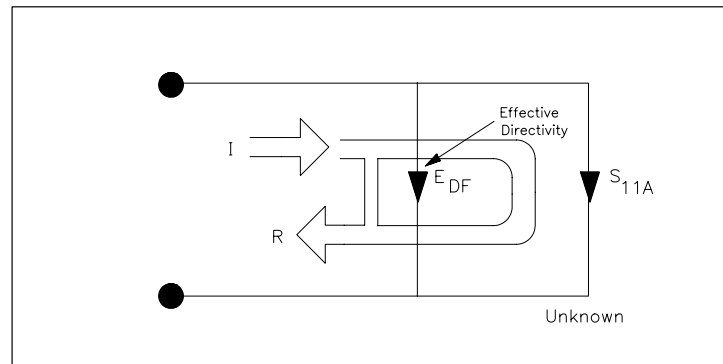 Effective
Directivity
I
E DF
S 11A
R
Unknown